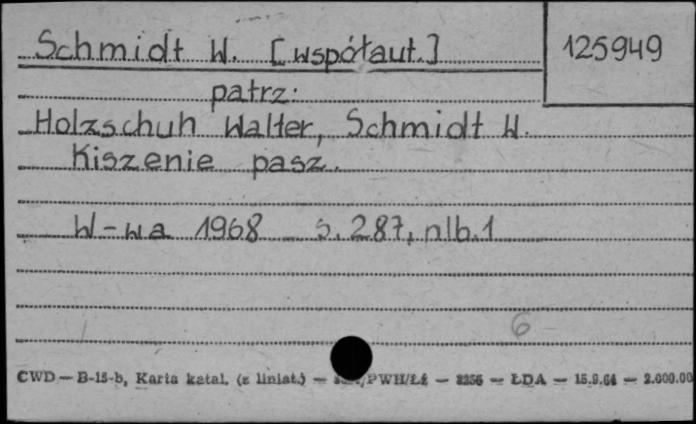 Schmidt W. [współaut.]
125949
patrz:
Holzschuh Walter, Schmidt W.
Kiszenie pasz.
W-wa 1968 s. 287, nlb. 1
6
CWD — B-15-b, Karta katal. (z liniat.) — /PWH/Łź — 3256 — ŁDA — 15.9.64 — 2.000.00